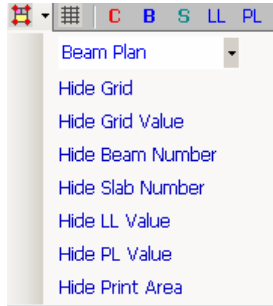 C B S LL PL
Beam Plan
Hide Grid
Hide Grid Value
Hide Beam Number
Hide Slab Number
Hide LL Value
Hide PL Value
Hide Print Area